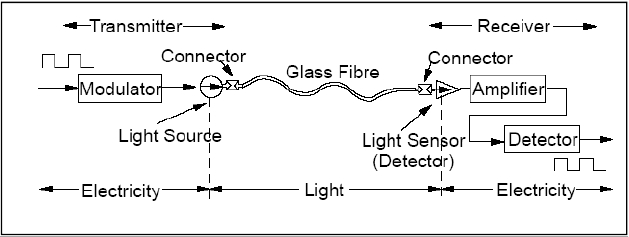 Transmitter
Receiver
Connector
Connector
Glass Fibre
Modulator
Amplifier
Light Source
Light Sensor
(Detector)
Detector
Electricity
Light
Electricity